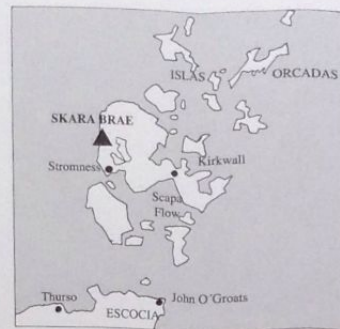 ISLAS ORCADAS
SKARA BRAE
Stromness
Kirkwall
Scapa
Flow
Thurso
John O'Groats
ESCOCIA